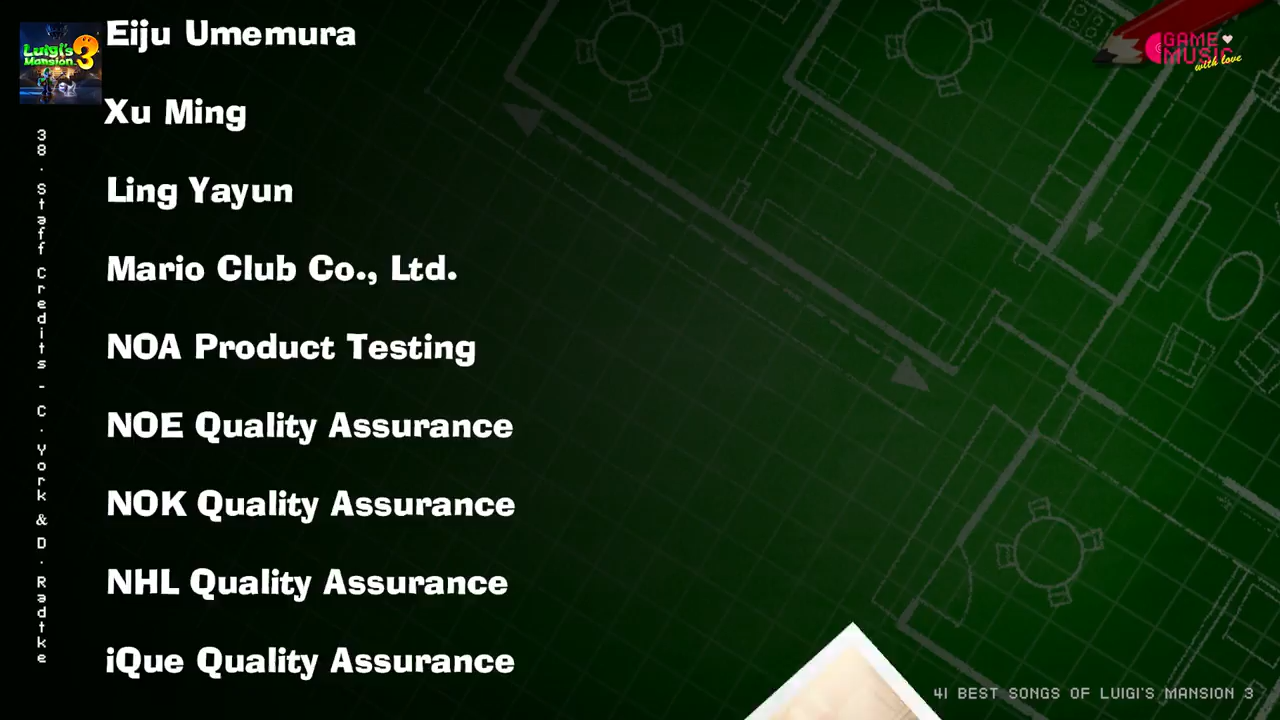 Luigi's
Mansion 3
GAME
MUSIC
with love
38. Staff Credits - C. York & D. Radtke
Eiju Umemura
Xu Ming
Ling Yayun
Mario Club Co., Ltd.
NOA Product Testing
NOE Quality Assurance
NOK Quality Assurance
NHL Quality Assurance
iQue Quality Assurance
41 BEST SONGS OF LUIGI'S MANSION 3